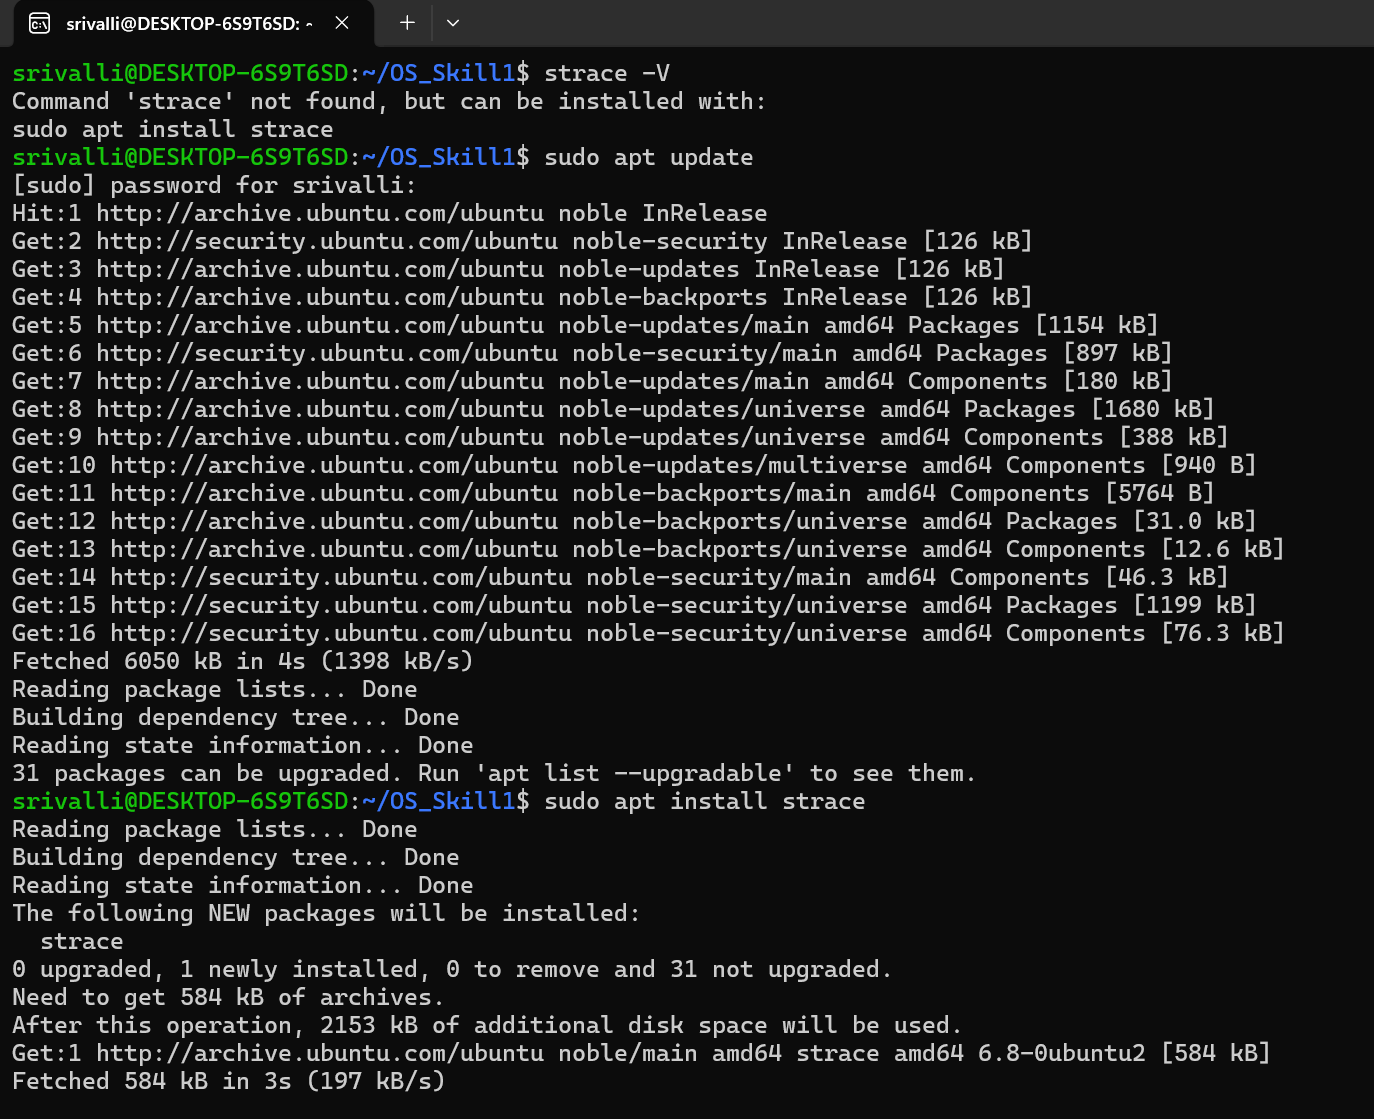 srivalli@DESKTOP-6S9T6SD: ~
srivalli@DESKTOP-6S9T6SD:~/OS_Skill1$ strace -V
Command 'strace' not found, but can be installed with:
sudo apt install strace
srivalli@DESKTOP-6S9T6SD:~/OS_Skill1$ sudo apt update
[sudo] password for srivalli:
Hit:1 http://archive.ubuntu.com/ubuntu noble InRelease
Get:2 http://security.ubuntu.com/ubuntu noble-security InRelease [126 kB]
Get:3 http://archive.ubuntu.com/ubuntu noble-updates InRelease [126 kB]
Get:4 http://archive.ubuntu.com/ubuntu noble-backports InRelease [126 kB]
Get:5 http://archive.ubuntu.com/ubuntu noble-updates/main amd64 Packages [1154 kB]
Get:6 http://security.ubuntu.com/ubuntu noble-security/main amd64 Packages [897 kB]
Get:7 http://archive.ubuntu.com/ubuntu noble-updates/main amd64 Components [180 kB]
Get:8 http://archive.ubuntu.com/ubuntu noble-updates/universe amd64 Packages [1680 kB]
Get:9 http://archive.ubuntu.com/ubuntu noble-updates/universe amd64 Components [388 kB]
Get:10 http://archive.ubuntu.com/ubuntu noble-updates/multiverse amd64 Components [940 B]
Get:11 http://archive.ubuntu.com/ubuntu noble-backports/main amd64 Components [5764 B]
Get:12 http://archive.ubuntu.com/ubuntu noble-backports/universe amd64 Packages [31.0 kB]
Get:13 http://archive.ubuntu.com/ubuntu noble-backports/universe amd64 Components [12.6 kB]
Get:14 http://security.ubuntu.com/ubuntu noble-security/main amd64 Components [46.3 kB]
Get:15 http://security.ubuntu.com/ubuntu noble-security/universe amd64 Packages [1199 kB]
Get:16 http://security.ubuntu.com/ubuntu noble-security/universe amd64 Components [76.3 kB]
Fetched 6050 kB in 4s (1398 kB/s)
Reading package lists... Done
Building dependency tree... Done
Reading state information... Done
31 packages can be upgraded. Run 'apt list --upgradable' to see them.
srivalli@DESKTOP-6S9T6SD:~/OS_Skill1$ sudo apt install strace
Reading package lists... Done
Building dependency tree... Done
Reading state information... Done
The following NEW packages will be installed:
  strace
0 upgraded, 1 newly installed, 0 to remove and 31 not upgraded.
Need to get 584 kB of archives.
After this operation, 2153 kB of additional disk space will be used.
Get:1 http://archive.ubuntu.com/ubuntu noble/main amd64 strace amd64 6.8-0ubuntu2 [584 kB]
Fetched 584 kB in 3s (197 kB/s)